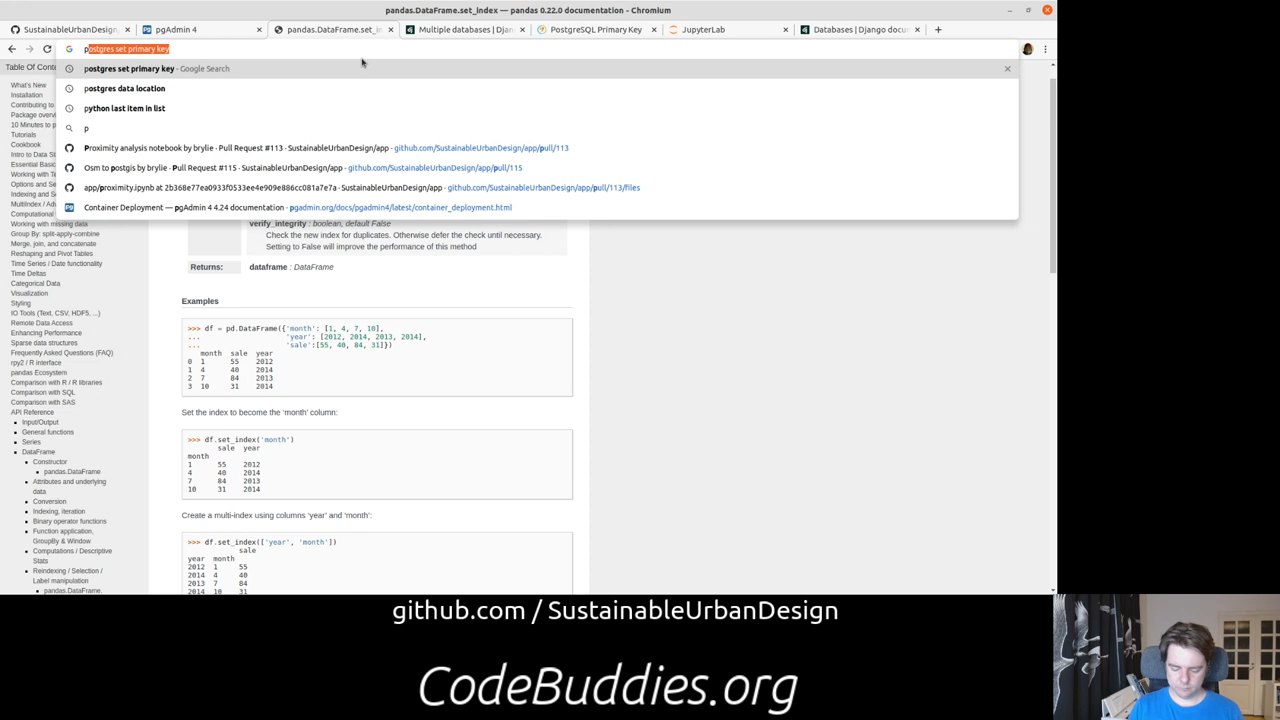 pandas.DataFrame.set_index — pandas 0.22.0 documentation - Chromium
SustainableUrbanDesign,
pgAdmin 4
pandas.DataFrame.set_in
Multiple databases | Djang
PostgreSQL Primary Key
JupyterLab
Databases | Django docu
postgres set primary key
Table Of Conte
postgres set primary key - Google Search
postgres data location
python last item in list
p
Proximity analysis notebook by brylie · Pull Request #113 · SustainableUrbanDesign/app - github.com/SustainableUrbanDesign/app/pull/113
Osm to postgis by brylie · Pull Request #115 · SustainableUrbanDesign/app - github.com/SustainableUrbanDesign/app/pull/115
app/proximity.ipynb at 2b368e77ea0933f0533ee4e909e886cc081a7e7a · SustainableUrbanDesign/app - github.com/SustainableUrbanDesign/app/pull/113/files
Container Deployment — pgAdmin 4 4.24 documentation - pgadmin.org/docs/pgadmin4/latest/container_deployment.html
What's New
Installation
Contributing to
Package overvie
10 Minutes to p
Tutorials
Cookbook
Intro to Data St
Essential Basic
Working with Te
Options and Se
Indexing and Se
MultiIndex / Adv
Computational
Working with missing data
Group By: split-apply-combine
Merge, join, and concatenate
Reshaping and Pivot Tables
Time Series / Date functionality
Time Deltas
Categorical Data
Visualization
Styling
IO Tools (Text, CSV, HDF5, ...)
Remote Data Access
Enhancing Performance
Sparse data structures
Frequently Asked Questions (FAQ)
rpy2 / R interface
pandas Ecosystem
Comparison with R / R libraries
Comparison with SQL
Comparison with SAS
API Reference
Input/Output
General functions
Series
DataFrame
Constructor
pandas.DataFrame
Attributes and underlying
data
Conversion
Indexing, iteration
Binary operator functions
Function application,
GroupBy & Window
Computations / Descriptive
Stats
Reindexing / Selection /
Label manipulation
pandas.DataFrame.
verify_integrity : boolean, default False
Check the new index for duplicates. Otherwise defer the check until necessary.
Setting to False will improve the performance of this method
Returns: dataframe : DataFrame
Examples
>>> df = pd.DataFrame({'month': [1, 4, 7, 10],
... 'year': [2012, 2014, 2013, 2014],
... 'sale':[55, 40, 84, 31]})
month sale year
0 1 55 2012
1 4 40 2014
2 7 84 2013
3 10 31 2014
Set the index to become the ‘month’ column:
>>> df.set_index('month')
sale year
month
1 55 2012
4 40 2014
7 84 2013
10 31 2014
Create a multi-index using columns ‘year’ and ‘month’:
>>> df.set_index(['year', 'month'])
sale
year month
2012 1 55
2014 4 40
2013 7 84
2014 10 31
github.com / SustainableUrbanDesign
CodeBuddies.org